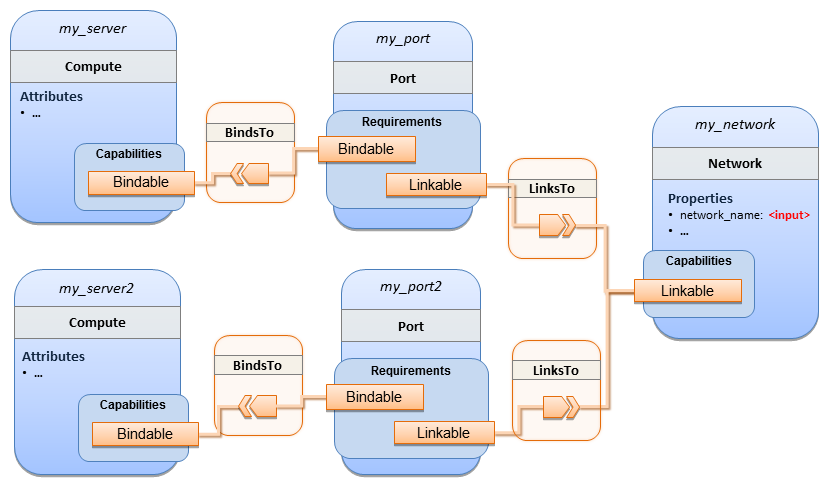 my_server
Compute
Attributes
• ...
Capabilities
Bindable
BindsTo
my_port
Port
Requirements
Bindable
Linkable
LinksTo
my_network
Network
Properties
• network_name: <input>
• ...
Capabilities
Linkable
my_server2
Compute
Attributes
• ...
Capabilities
Bindable
BindsTo
my_port2
Port
Requirements
Bindable
Linkable
LinksTo